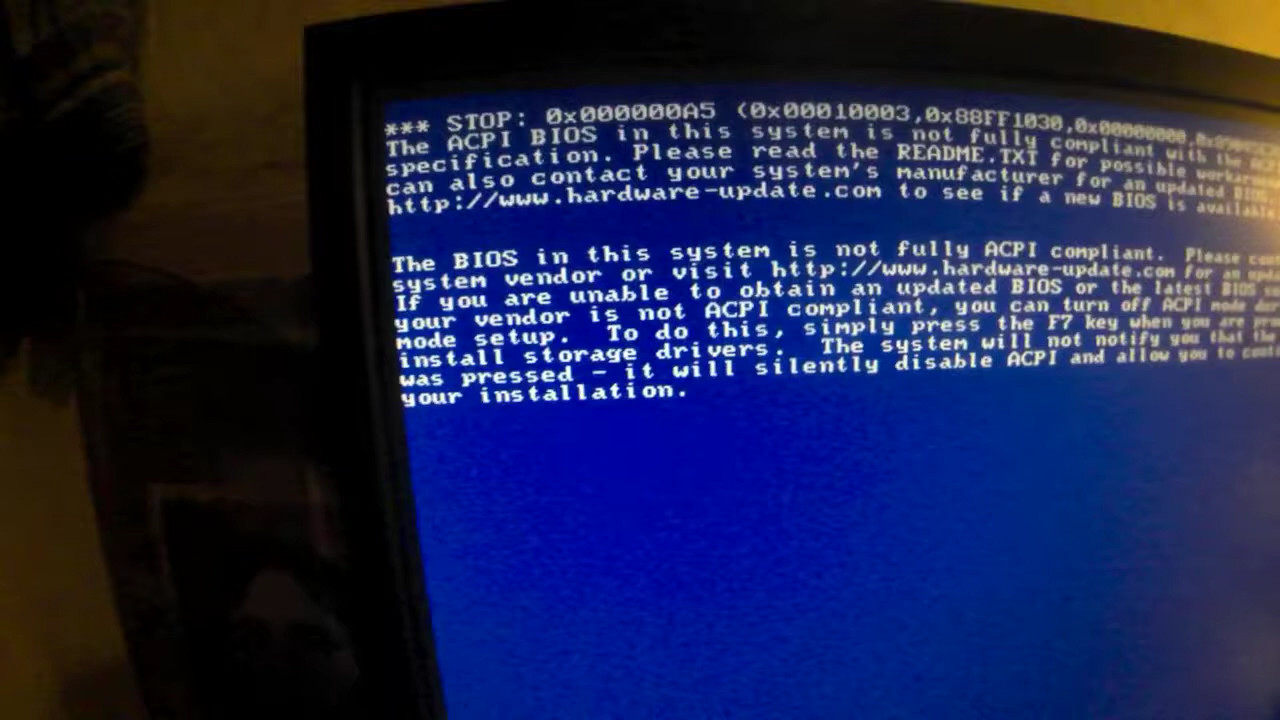 *** STOP: 0x000000A5 (0x00010003,0x88FF1030,0x00000000,
The ACPI BIOS in this system is not fully compliant with the
specification. Please read the README.TXT for possible
can also contact your system's manufacturer for an updated
http://www.hardware-update.com to see if a new BIOS is available
The BIOS in this system is not fully ACPI compliant. Please
system vendor or visit http://www.hardware-update.com for an
If you are unable to obtain an updated BIOS or the latest BIOS
your vendor is not ACPI compliant, you can turn off ACPI mode
mode setup. To do this, simply press the F7 key when you are
install storage drivers. The system will not notify you that the
was pressed - it will silently disable ACPI and allow you to
your installation.